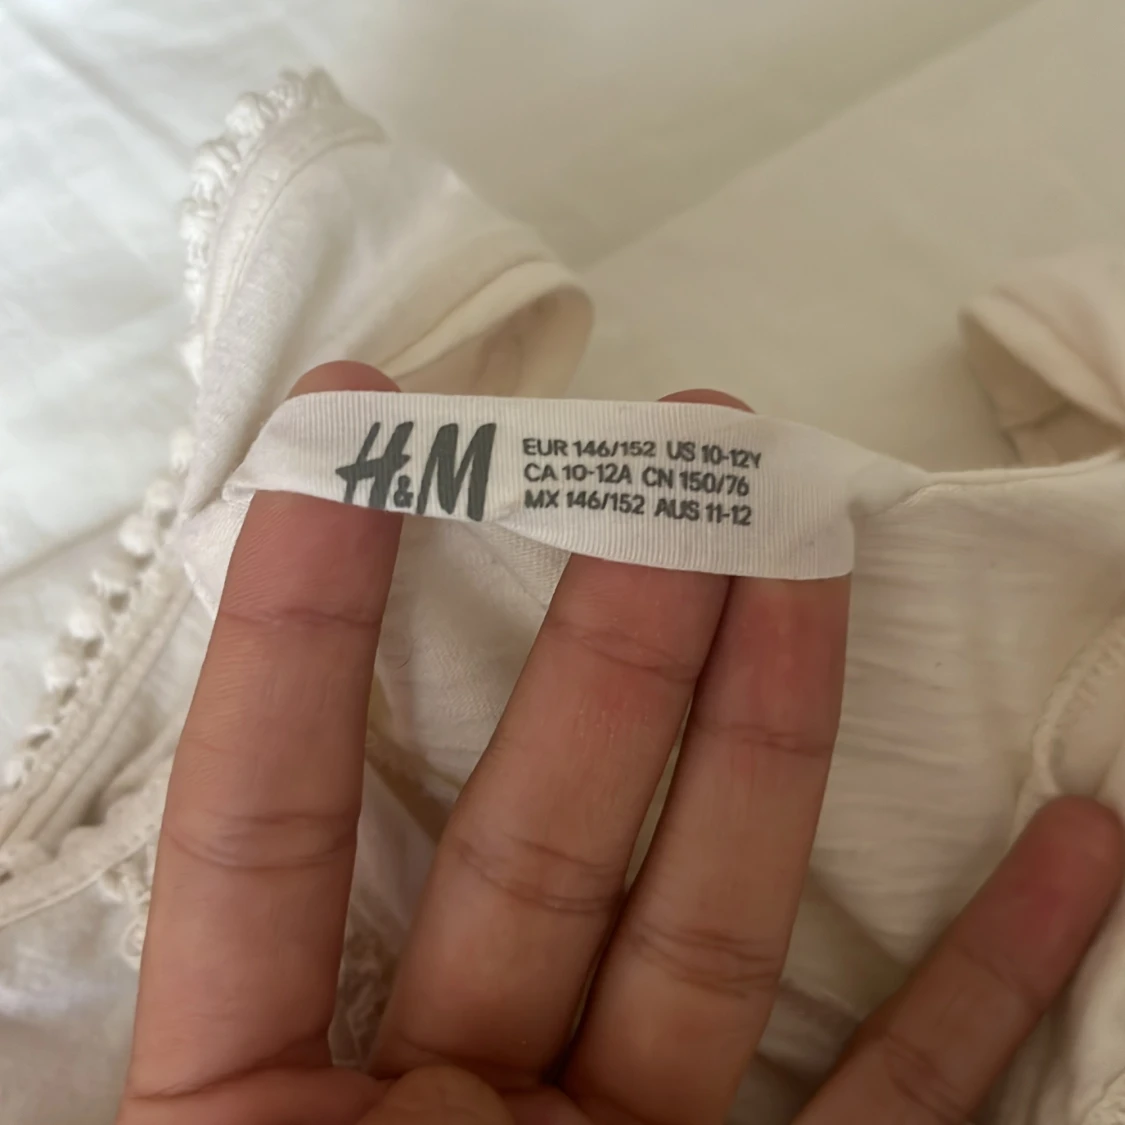 H&M
EUR 146/152 US 10-12Y
CA 10-12A CN 150/76
MX 146/152 AUS 11-12